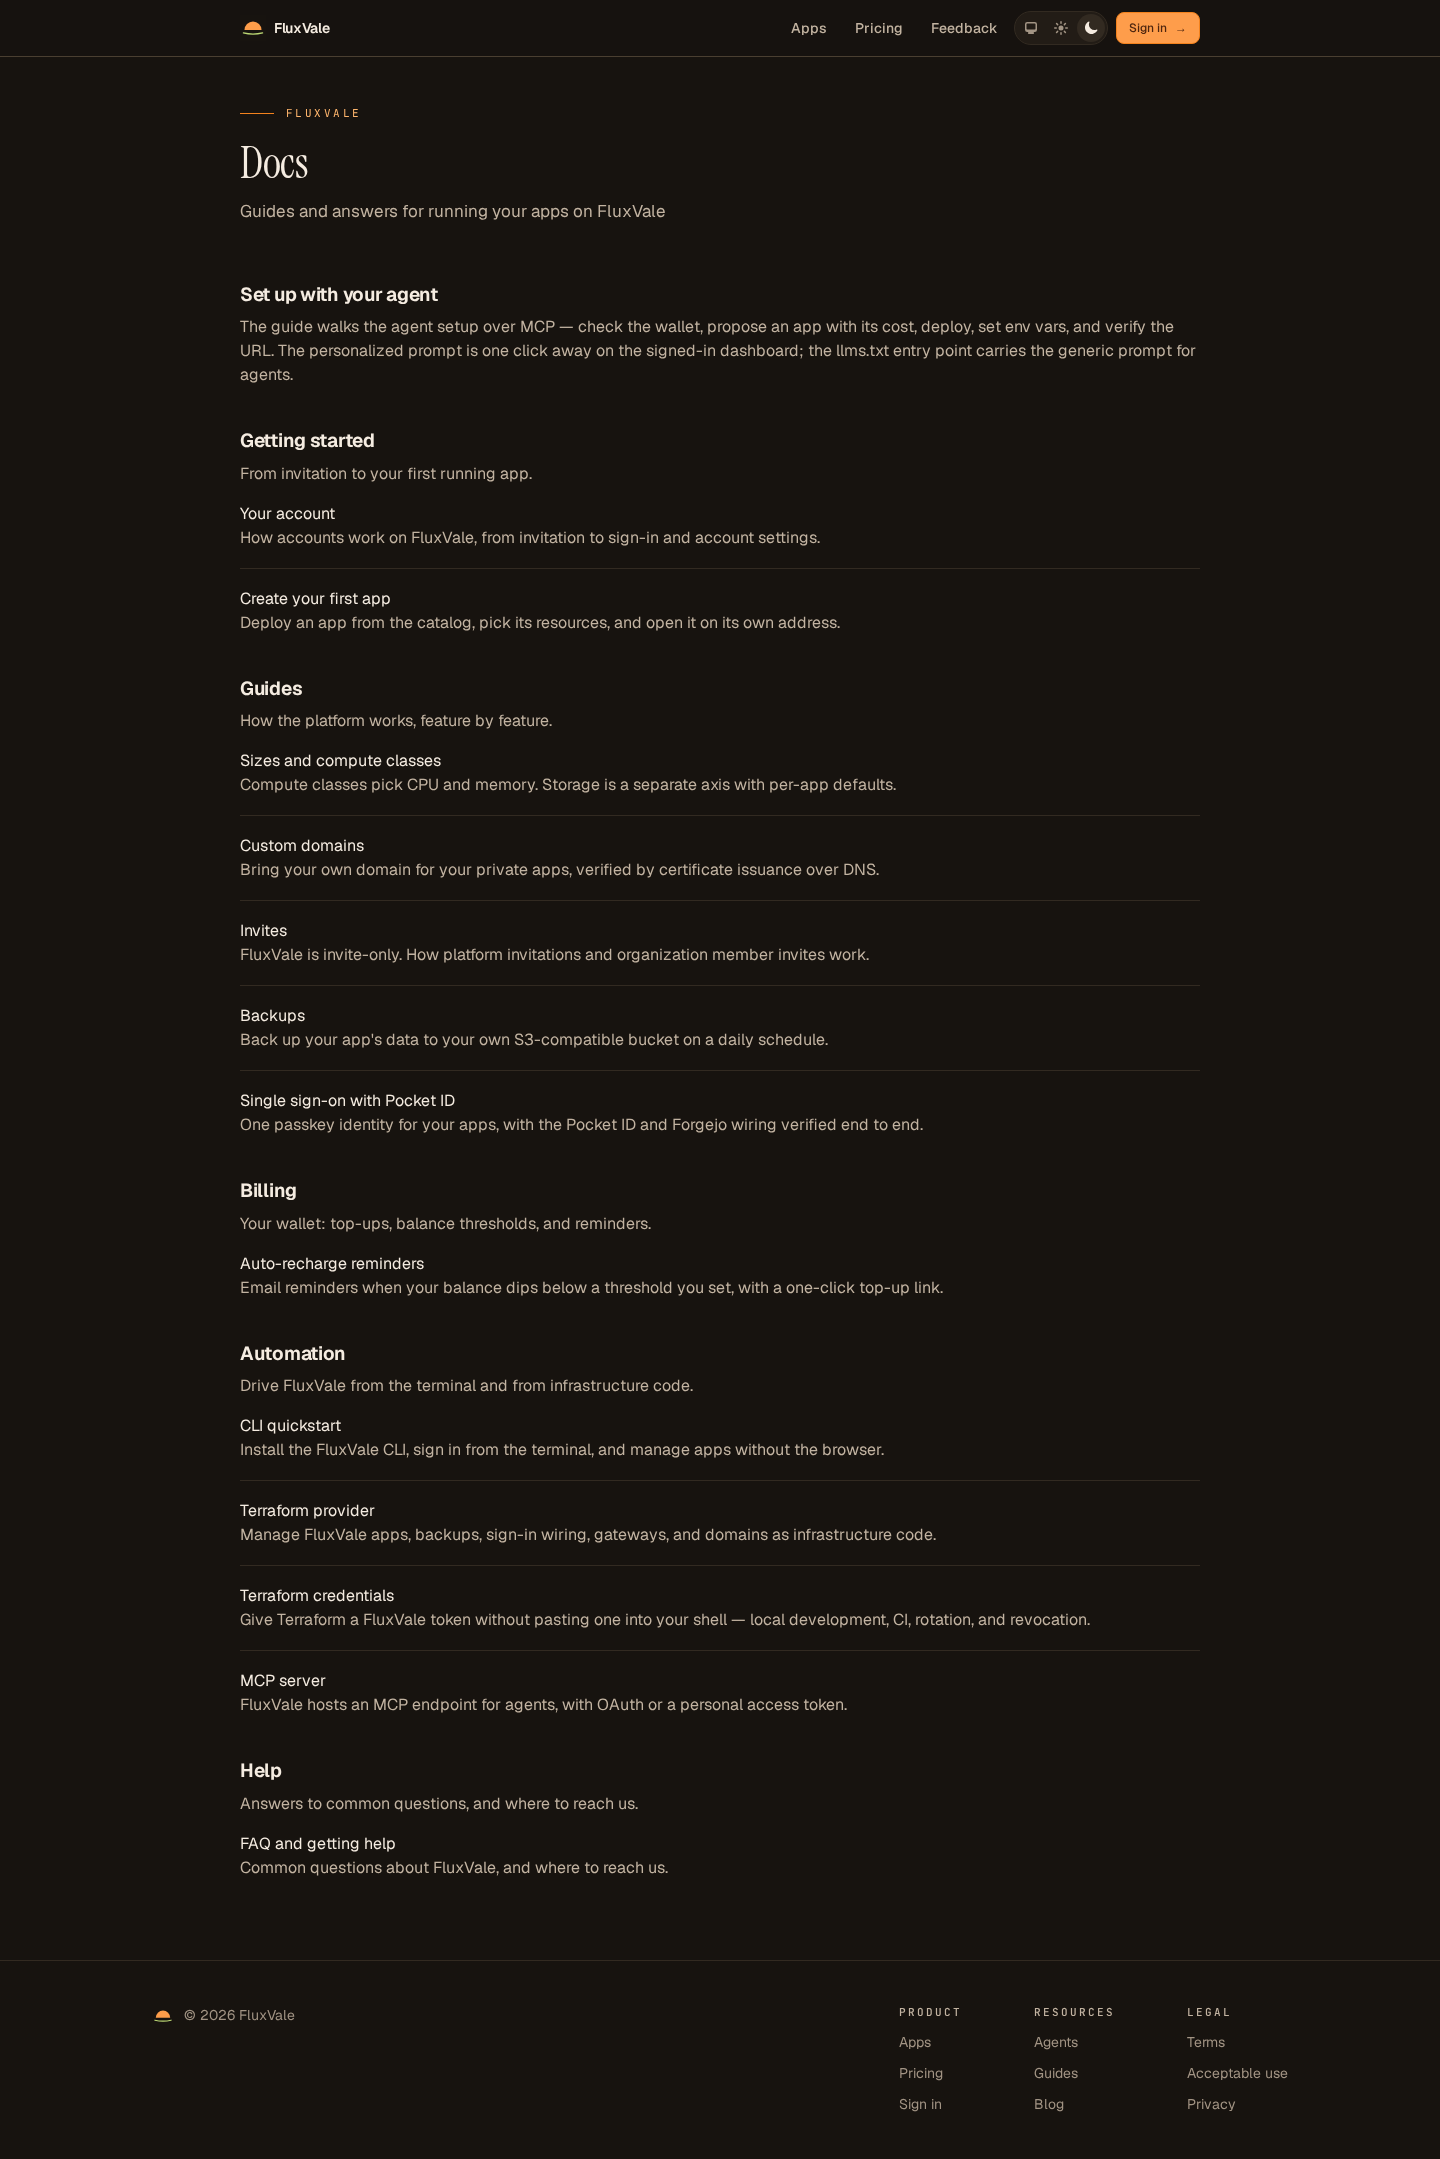 FluxVale
Apps
Pricing
Feedback
Sign in →
FLUXVALE
Docs
Guides and answers for running your apps on FluxVale
Set up with your agent
The guide walks the agent setup over MCP — check the wallet, propose an app with its cost, deploy, set env vars, and verify the
URL. The personalized prompt is one click away on the signed-in dashboard; the llms.txt entry point carries the generic prompt for
agents.
Getting started
From invitation to your first running app.
Your account
How accounts work on FluxVale, from invitation to sign-in and account settings.
Create your first app
Deploy an app from the catalog, pick its resources, and open it on its own address.
Guides
How the platform works, feature by feature.
Sizes and compute classes
Compute classes pick CPU and memory. Storage is a separate axis with per-app defaults.
Custom domains
Bring your own domain for your private apps, verified by certificate issuance over DNS.
Invites
FluxVale is invite-only. How platform invitations and organization member invites work.
Backups
Back up your app's data to your own S3-compatible bucket on a daily schedule.
Single sign-on with Pocket ID
One passkey identity for your apps, with the Pocket ID and Forgejo wiring verified end to end.
Billing
Your wallet: top-ups, balance thresholds, and reminders.
Auto-recharge reminders
Email reminders when your balance dips below a threshold you set, with a one-click top-up link.
Automation
Drive FluxVale from the terminal and from infrastructure code.
CLI quickstart
Install the FluxVale CLI, sign in from the terminal, and manage apps without the browser.
Terraform provider
Manage FluxVale apps, backups, sign-in wiring, gateways, and domains as infrastructure code.
Terraform credentials
Give Terraform a FluxVale token without pasting one into your shell — local development, CI, rotation, and revocation.
MCP server
FluxVale hosts an MCP endpoint for agents, with OAuth or a personal access token.
Help
Answers to common questions, and where to reach us.
FAQ and getting help
Common questions about FluxVale, and where to reach us.
© 2026 FluxVale
PRODUCT
Apps
Pricing
Sign in
RESOURCES
Agents
Guides
Blog
LEGAL
Terms
Acceptable use
Privacy